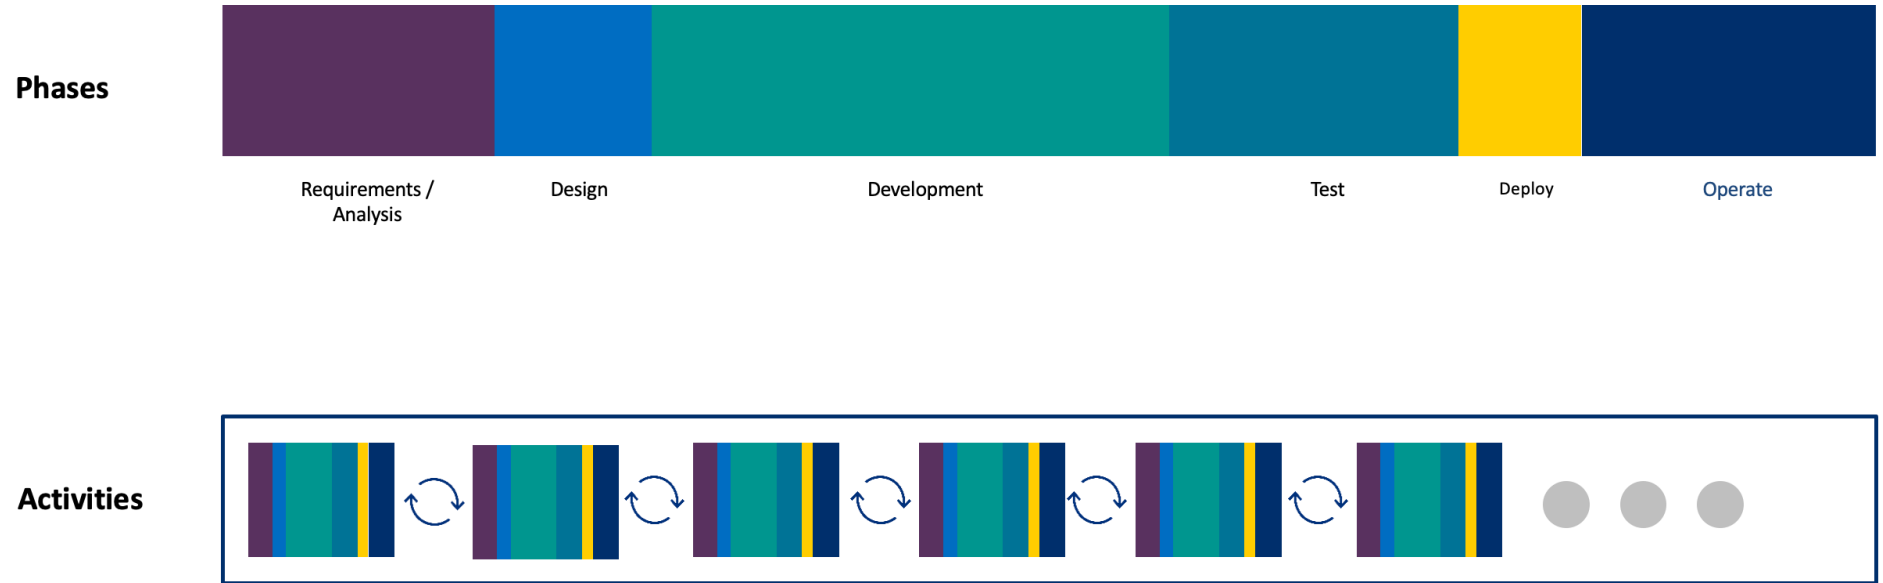 Phases
Requirements /
Analysis
Design
Development
Test
Deploy
Operate
Activities